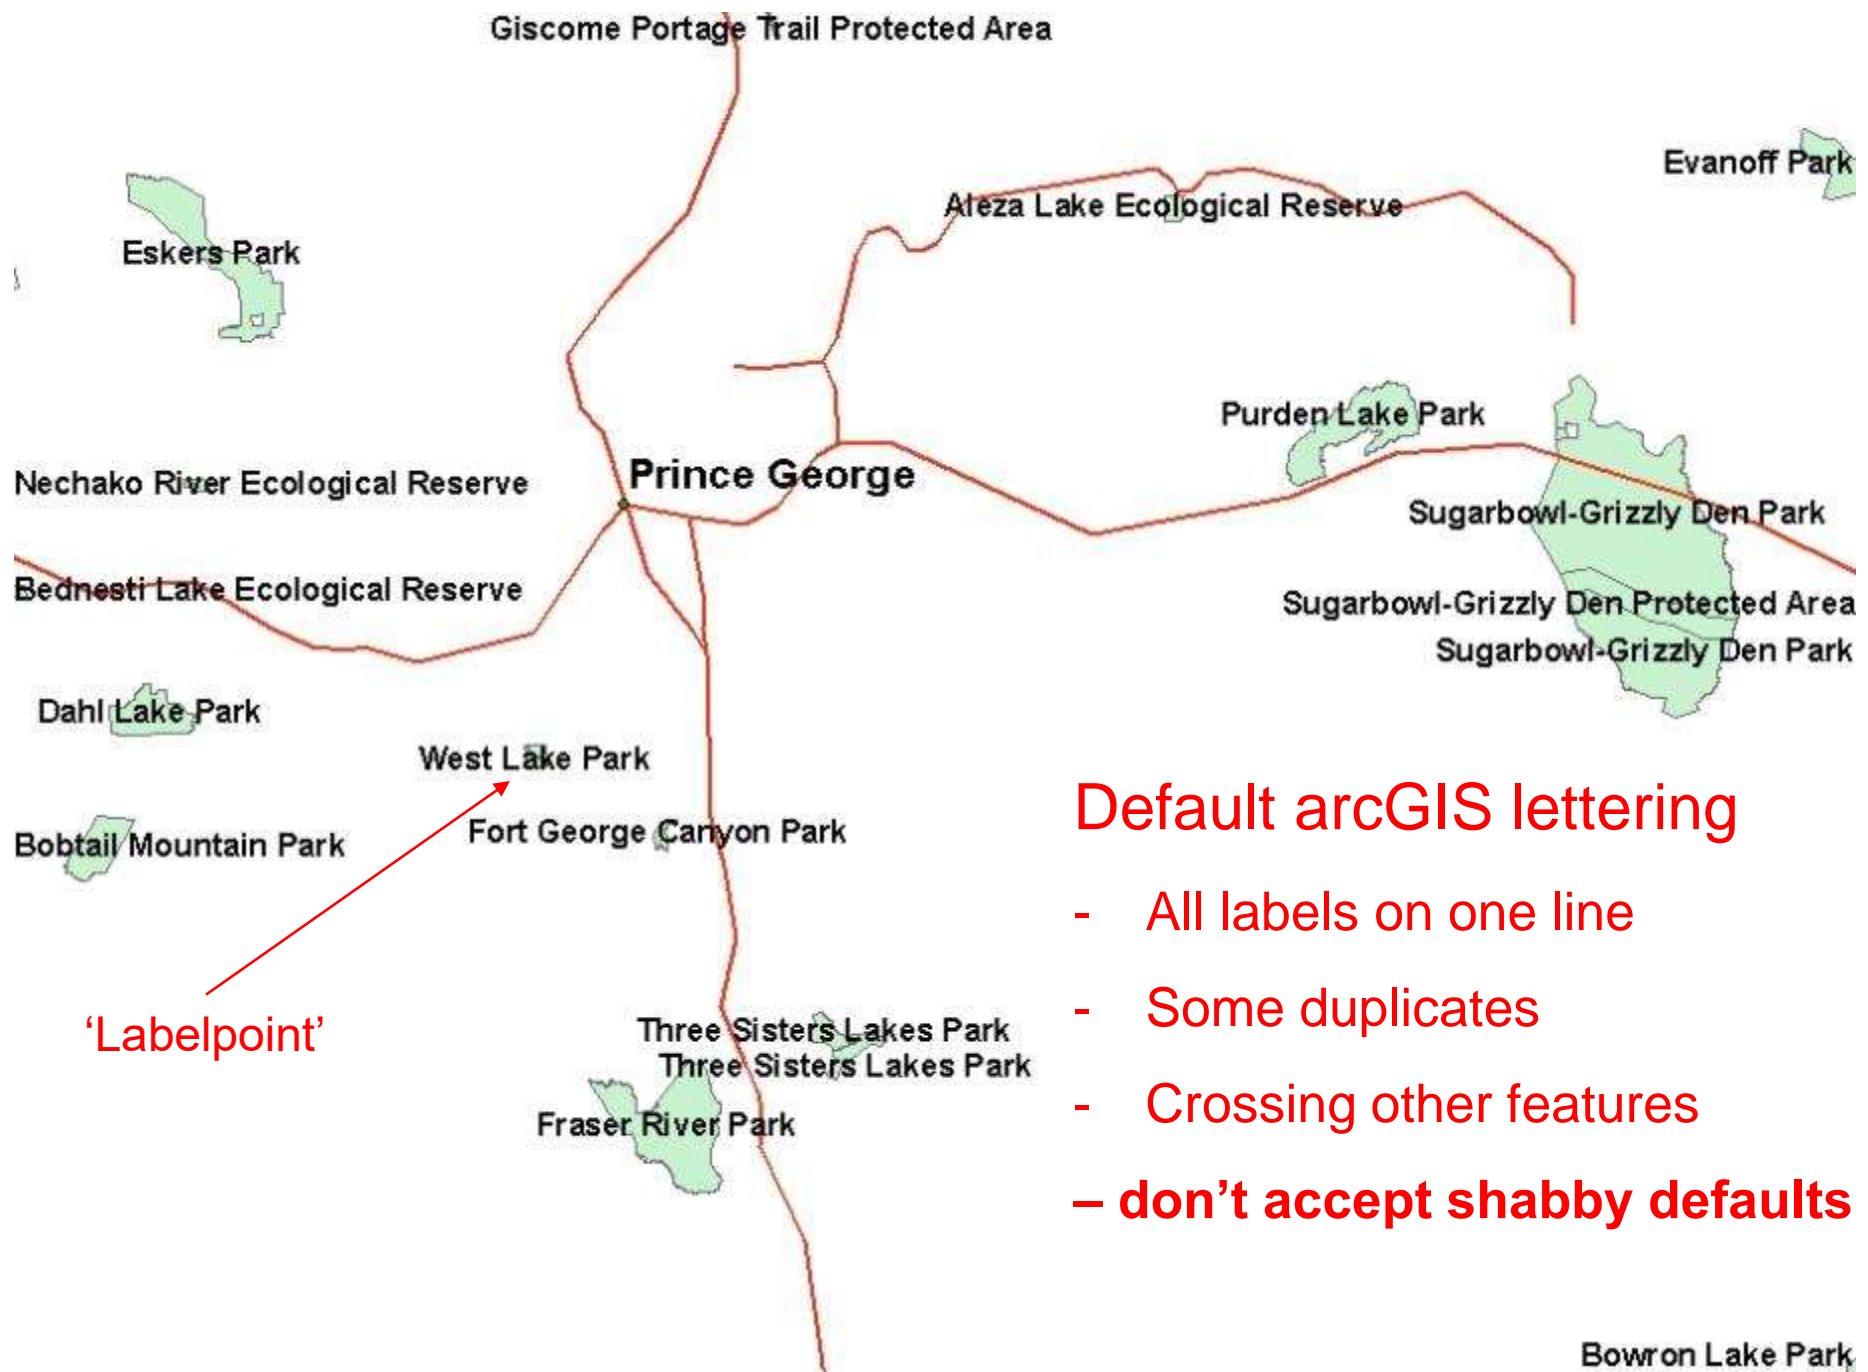 Giscome Portage Trail Protected Area
Evanoff Park
Aleza Lake Ecological Reserve
Eskers Park
Purden Lake Park
Prince George
Nechako River Ecological Reserve
Sugarbowl-Grizzly Den Park
Bednesti Lake Ecological Reserve
Sugarbowl-Grizzly Den Protected Area
Sugarbowl-Grizzly Den Park
Dahl Lake Park
West Lake Park
Fort George Canyon Park
Bobtail Mountain Park
Default arcGIS lettering
- All labels on one line
- Some duplicates
- Crossing other features
– don’t accept shabby defaults
‘Labelpoint’
Three Sisters Lakes Park
Three Sisters Lakes Park
Fraser River Park
Bowron Lake Park